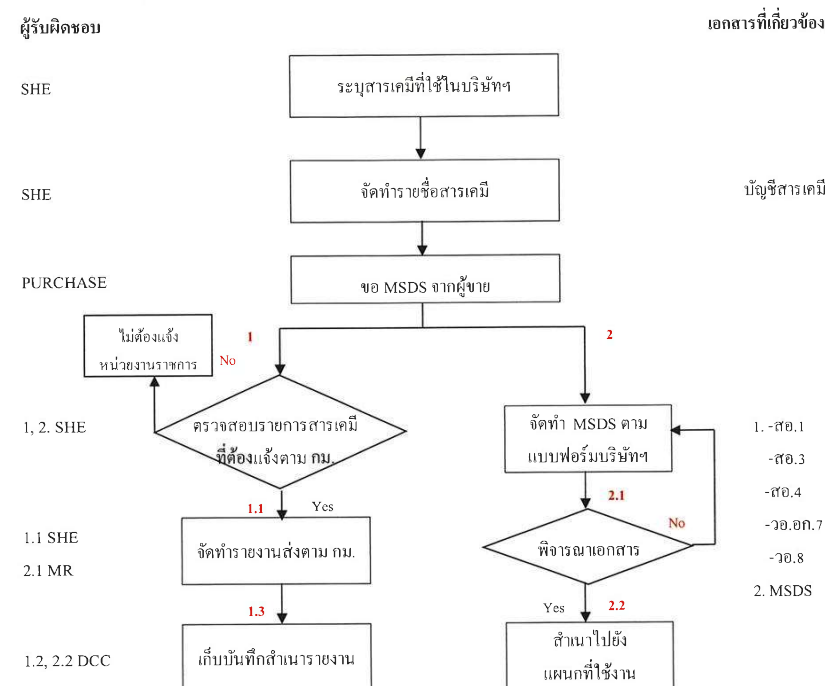 ผู้รับผิดชอบ
เอกสารที่เกี่ยวข้อง
SHE
ระบุสารเคมีที่ใช้ในบริษัทฯ
SHE
จัดทำรายชื่อสารเคมี
บัญชีสารเคมี
PURCHASE
ขอ MSDS จากผู้ขาย
ไม่ต้องแจ้ง
หน่วยงานราชการ
1
No
2
1, 2. SHE
ตรวจสอบรายการสารเคมี
ที่ต้องแจ้งตาม กม.
จัดทำ MSDS ตาม
แบบฟอร์มบริษัทฯ
1. -สอ.1
-สอ.3
-สอ.4
-วอ.อก.7
-วอ.8
2. MSDS
1.1
Yes
2.1
No
1.1 SHE
2.1 MR
จัดทำรายงานส่งตาม กม.
พิจารณาเอกสาร
1.3
Yes
2.2
1.2, 2.2 DCC
เก็บบันทึกสำเนารายงาน
สำเนาไปยัง
แผนกที่ใช้งาน